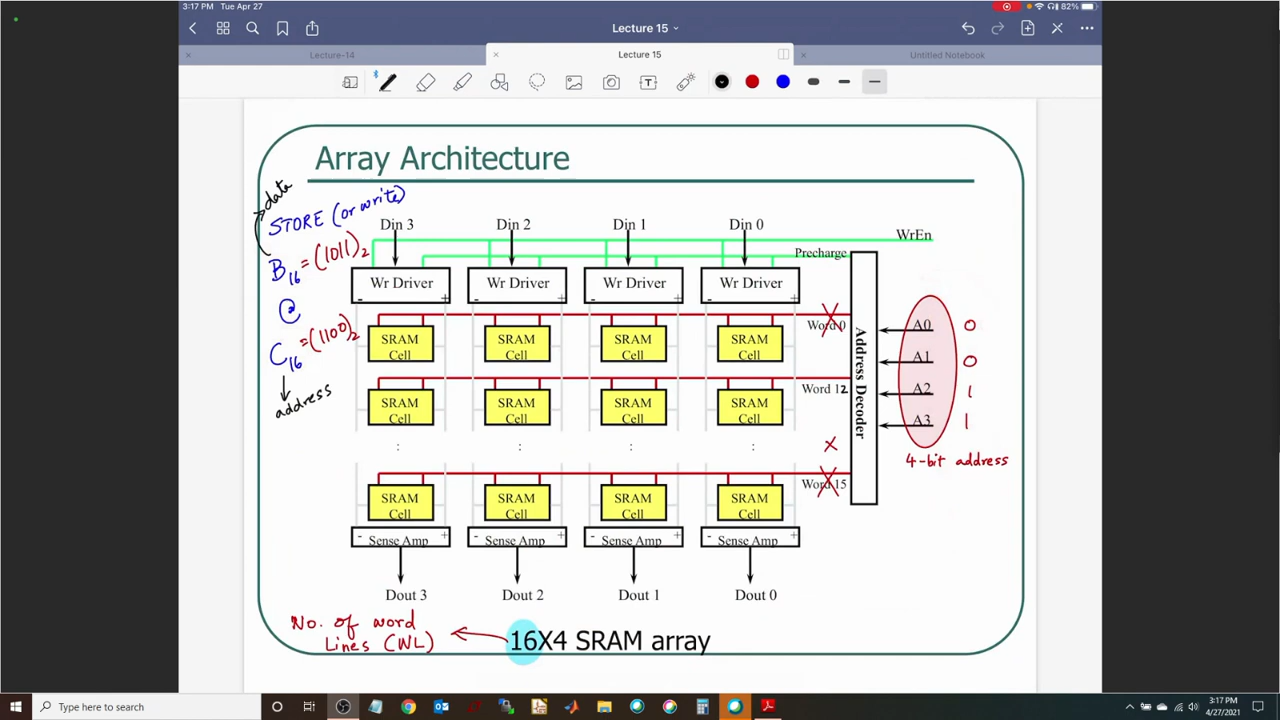 3:17 PM Tue Apr 27
82%
Lecture 15
Lecture-14
Lecture 15
Untitled Notebook
Array Architecture
data
STORE (or write)
B16 = (1011)2
@
C16 = (1100)2
address
Din 3 Din 2 Din 1 Din 0
WrEn
Precharge
Wr Driver Wr Driver Wr Driver Wr Driver
- + - + - + - +
Word 0
SRAM Cell SRAM Cell SRAM Cell SRAM Cell
Word 12
SRAM Cell SRAM Cell SRAM Cell SRAM Cell
: : : :
Word 15
SRAM Cell SRAM Cell SRAM Cell SRAM Cell
- Sense Amp + - Sense Amp + - Sense Amp + - Sense Amp +
Dout 3 Dout 2 Dout 1 Dout 0
Address Decoder
A0 0
A1 0
A2 1
A3 1
4-bit address
No. of word
Lines (WL)
16X4 SRAM array
Type here to search
3:17 PM
4/27/2021